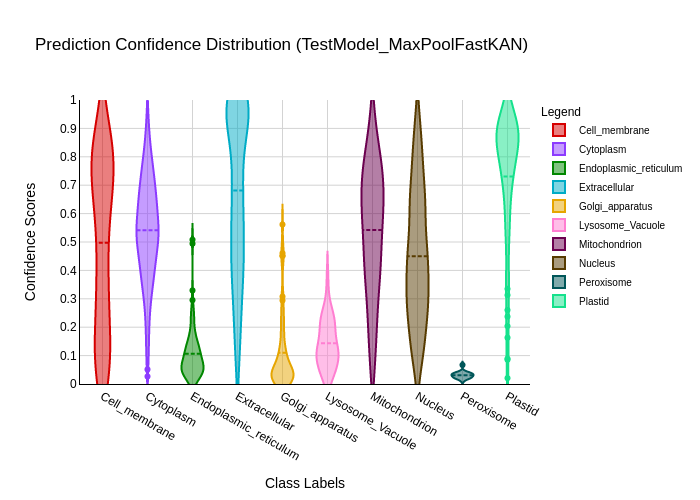 Prediction Confidence Distribution (TestModel_MaxPoolFastKAN)
Legend
Cell_membrane
Cytoplasm
Endoplasmic_reticulum
Extracellular
Golgi_apparatus
Lysosome_Vacuole
Mitochondrion
Nucleus
Peroxisome
Plastid
Confidence Scores
1
0.9
0.8
0.7
0.6
0.5
0.4
0.3
0.2
0.1
0
Cell_membrane
Cytoplasm
Endoplasmic_reticulum
Extracellular
Golgi_apparatus
Lysosome_Vacuole
Mitochondrion
Nucleus
Peroxisome
Plastid
Class Labels